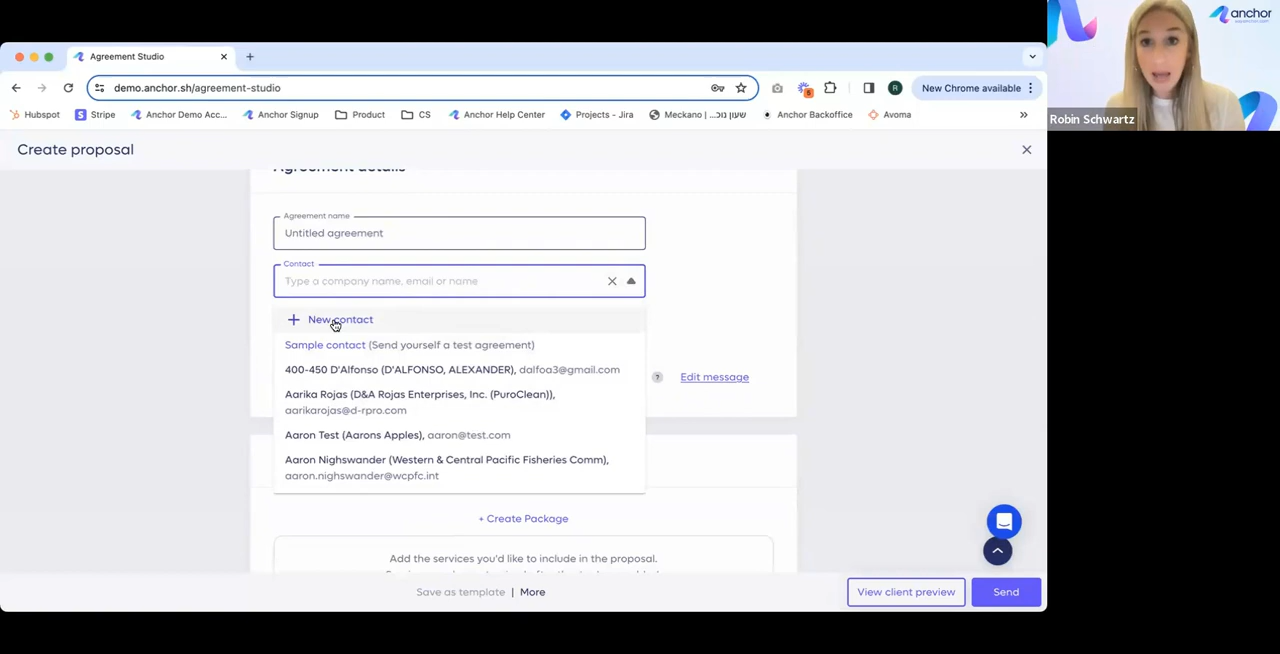 Agreement Studio
demo.anchor.sh/agreement-studio
New Chrome available
Hubspot
Stripe
Anchor Demo Acc...
Anchor Signup
Product
CS
Anchor Help Center
Projects - Jira
Meckano | ...שעון נוכ
Anchor Backoffice
Avoma
»
anchor
Robin Schwartz
Create proposal
Agreement details
Agreement name
Untitled agreement
Contact
Type a company name, email or name
+ New contact
Sample contact (Send yourself a test agreement)
400-450 D'Alfonso (D'ALFONSO, ALEXANDER), dalfoa3@gmail.com
? Edit message
Aarika Rojas (D&A Rojas Enterprises, Inc. (PuroClean)),
aarikarojas@d-rpro.com
Aaron Test (Aarons Apples), aaron@test.com
Aaron Nighswander (Western & Central Pacific Fisheries Comm),
aaron.nighswander@wcpfc.int
+ Create Package
Add the services you'd like to include in the proposal.
Save as template | More
View client preview
Send